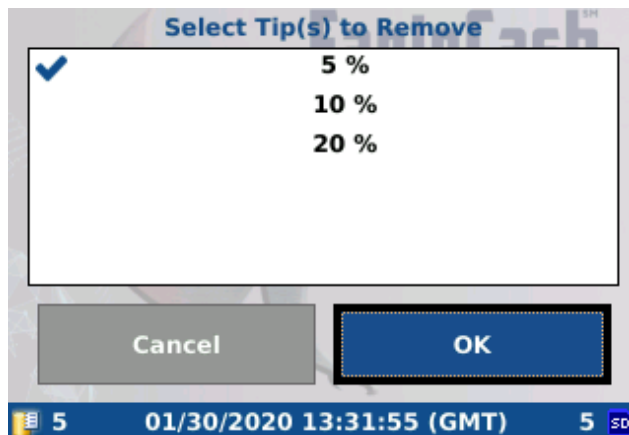 Select Tip(s) to Remove
5 %
10 %
20 %
Cancel
OK
5 01/30/2020 13:31:55 (GMT) 5 SD